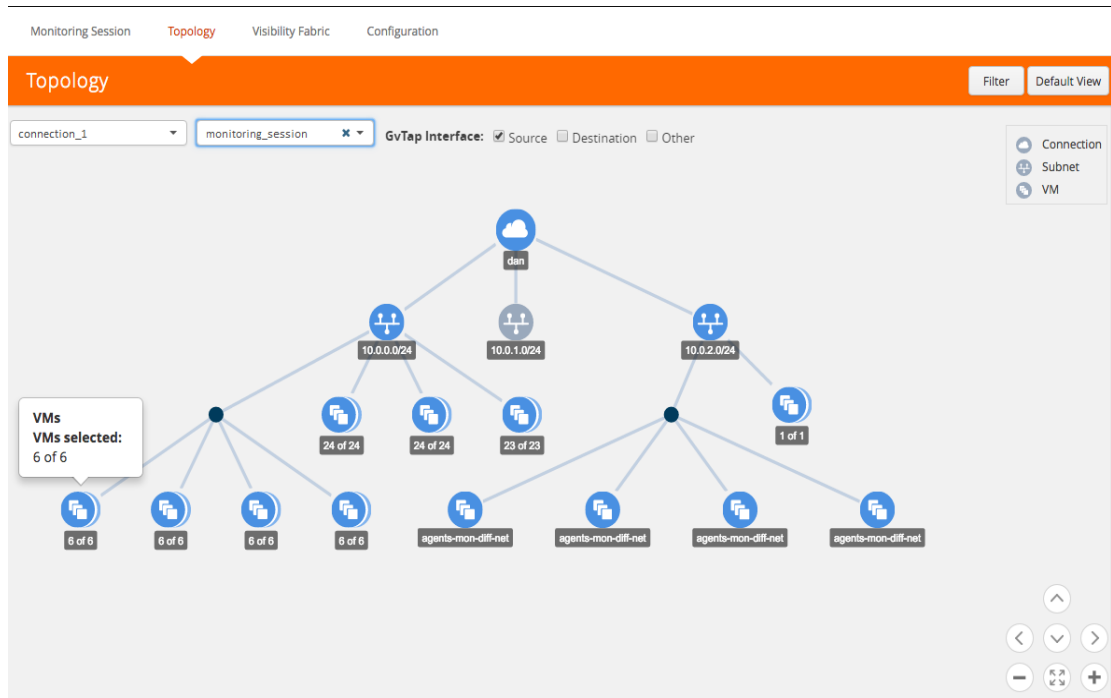 Monitoring Session Topology Visibility Fabric Configuration
Topology Filter Default View
connection_1 monitoring_session GvTap Interface: Source Destination Other
Connection
Subnet
VM
dan
10.0.0.0/24 10.0.1.0/24 10.0.2.0/24
VMs
VMs selected:
6 of 6
24 of 24 24 of 24 23 of 23 1 of 1
6 of 6 6 of 6 6 of 6 6 of 6 agents-mon-diff-net agents-mon-diff-net agents-mon-diff-net agents-mon-diff-net